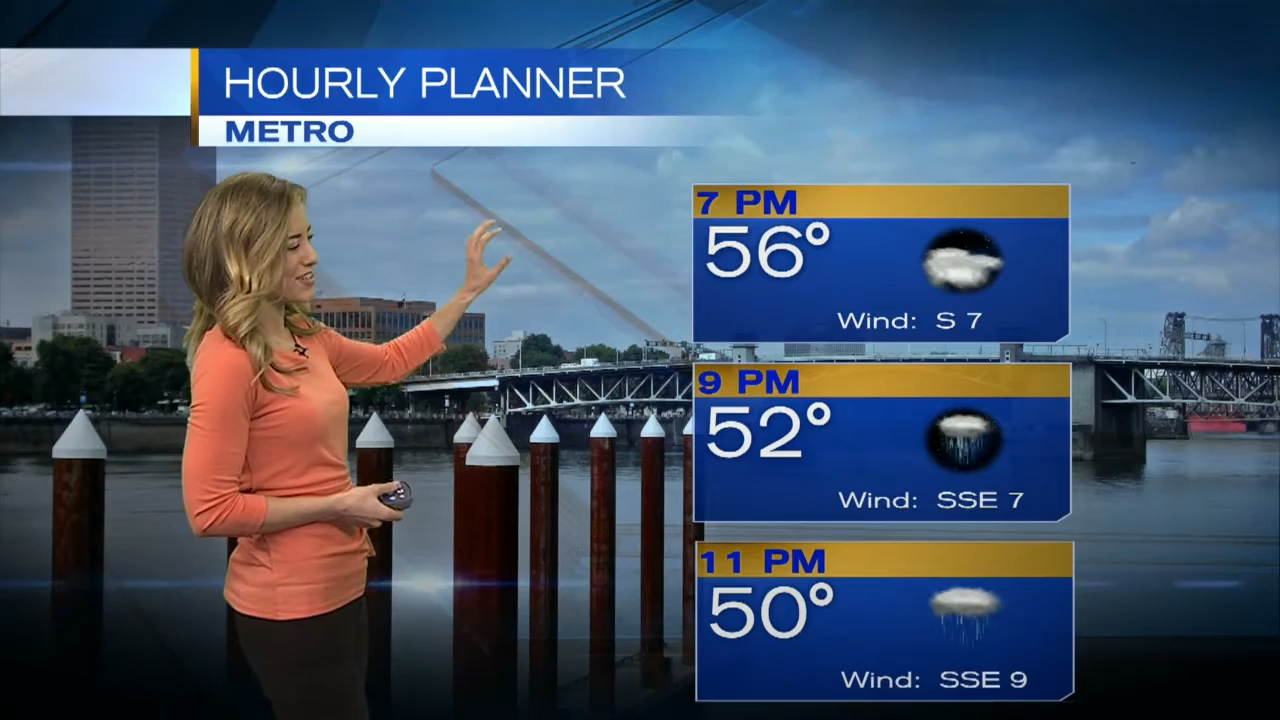 HOURLY PLANNER
METRO
7 PM
56°
Wind: S 7
9 PM
52°
Wind: SSE 7
11 PM
50°
Wind: SSE 9